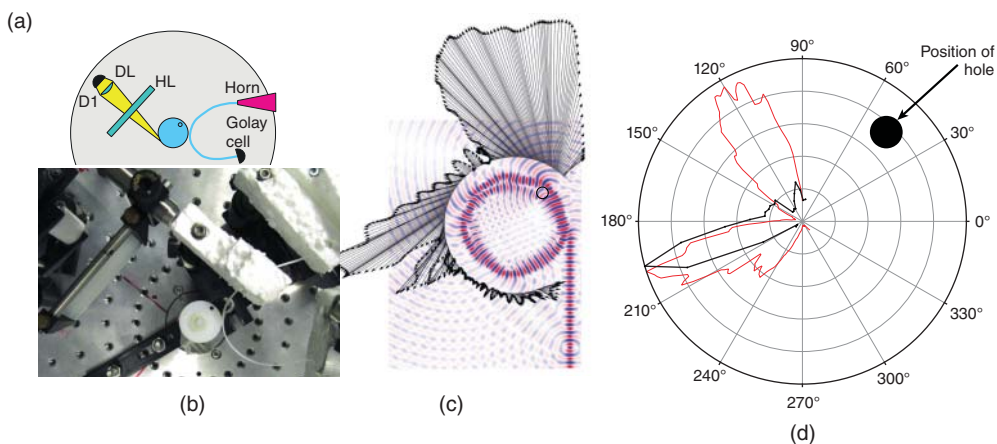 (a)
DL
HL
D1
Horn
Golay
cell
(b)
(c)
90°
120°
60°
Position of
hole
150°
30°
180°
0°
210°
330°
240°
300°
270°
(d)